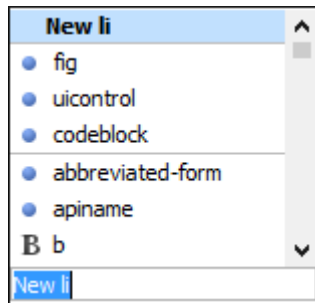 New li
fig
uicontrol
codeblock
abbreviated-form
apiname
B b
New li